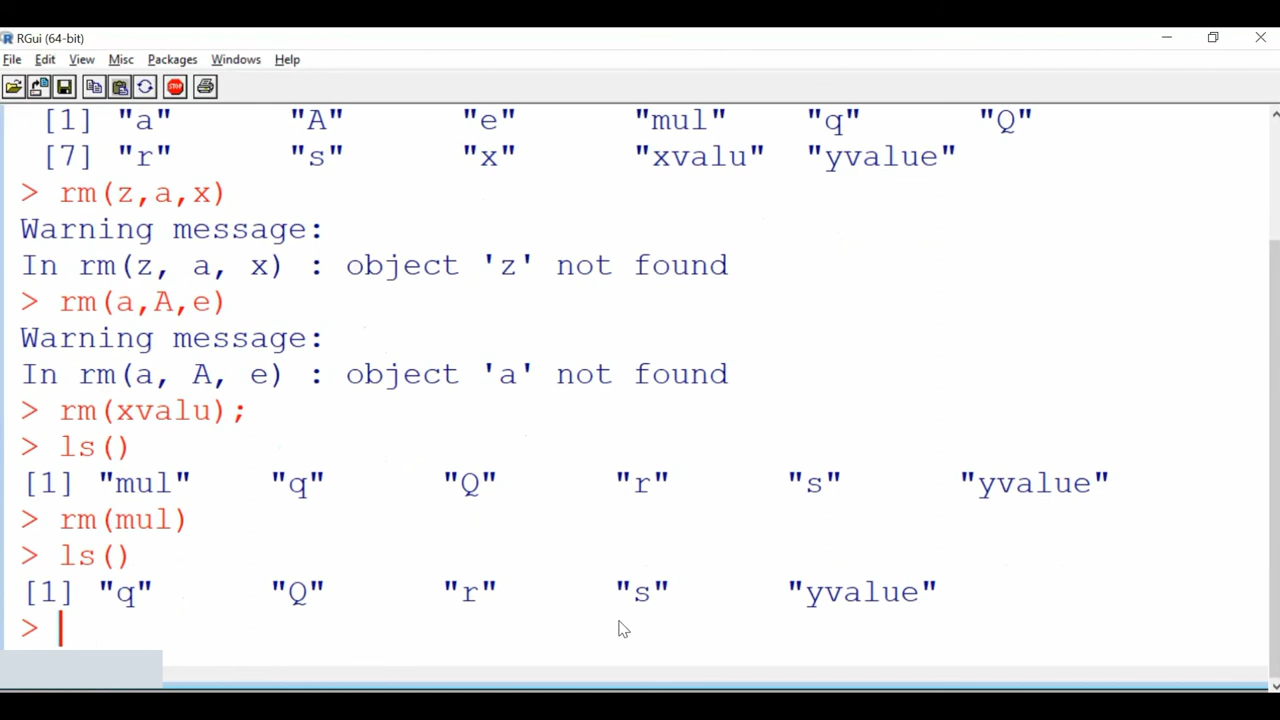 RGui (64-bit)
File Edit View Misc Packages Windows Help
STOP
[1] "a" "A" "e" "mul" "q" "Q"
[7] "r" "s" "x" "xvalu" "yvalue"
> rm(z,a,x)
Warning message:
In rm(z, a, x) : object 'z' not found
> rm(a,A,e)
Warning message:
In rm(a, A, e) : object 'a' not found
> rm(xvalu);
> ls()
[1] "mul" "q" "Q" "r" "s" "yvalue"
> rm(mul)
> ls()
[1] "q" "Q" "r" "s" "yvalue"
>